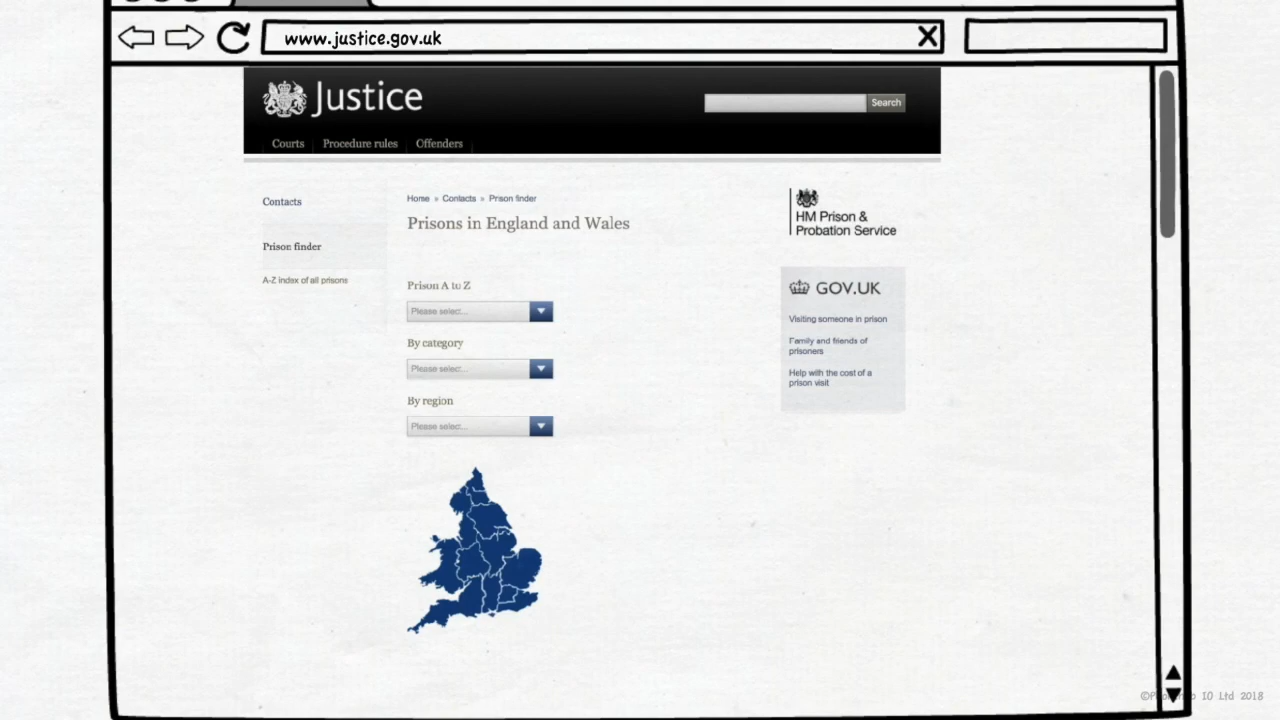 www.justice.gov.uk
Justice
Search
Courts
Procedure rules
Offenders
Contacts
Prison finder
A-Z index of all prisons
Home » Contacts » Prison finder
Prisons in England and Wales
Prison A to Z
Please select...
By category
Please select...
By region
Please select...
HM Prison &
Probation Service
GOV.UK
Visiting someone in prison
Family and friends of
prisoners
Help with the cost of a
prison visit
10 Ltd 2018